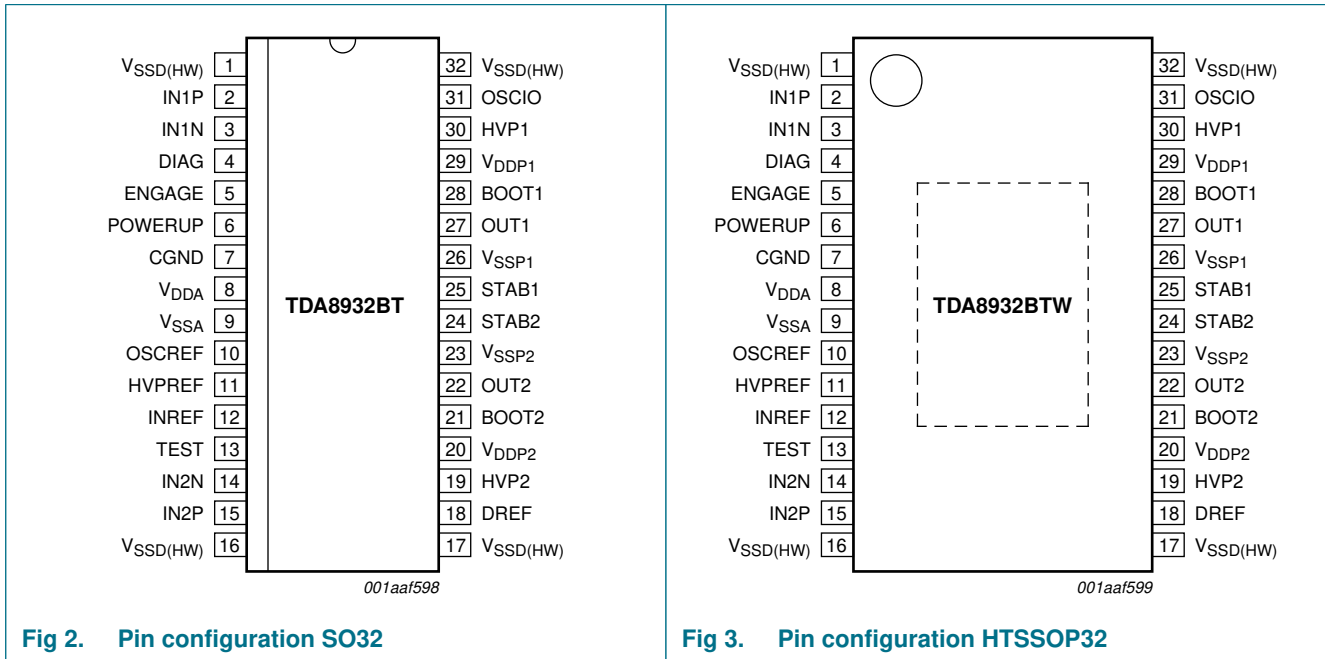 VSSD(HW) 1
IN1P 2
IN1N 3
DIAG 4
ENGAGE 5
POWERUP 6
CGND 7
VDDA 8
VSSA 9
OSCREF 10
HVPREF 11
INREF 12
TEST 13
IN2N 14
IN2P 15
VSSD(HW) 16
TDA8932BT
32 VSSD(HW)
31 OSCIO
30 HVP1
29 VDDP1
28 BOOT1
27 OUT1
26 VSSP1
25 STAB1
24 STAB2
23 VSSP2
22 OUT2
21 BOOT2
20 VDDP2
19 HVP2
18 DREF
17 VSSD(HW)
001aaf598
Fig 2. Pin configuration SO32
VSSD(HW) 1
IN1P 2
IN1N 3
DIAG 4
ENGAGE 5
POWERUP 6
CGND 7
VDDA 8
VSSA 9
OSCREF 10
HVPREF 11
INREF 12
TEST 13
IN2N 14
IN2P 15
VSSD(HW) 16
TDA8932BTW
32 VSSD(HW)
31 OSCIO
30 HVP1
29 VDDP1
28 BOOT1
27 OUT1
26 VSSP1
25 STAB1
24 STAB2
23 VSSP2
22 OUT2
21 BOOT2
20 VDDP2
19 HVP2
18 DREF
17 VSSD(HW)
001aaf599
Fig 3. Pin configuration HTSSOP32